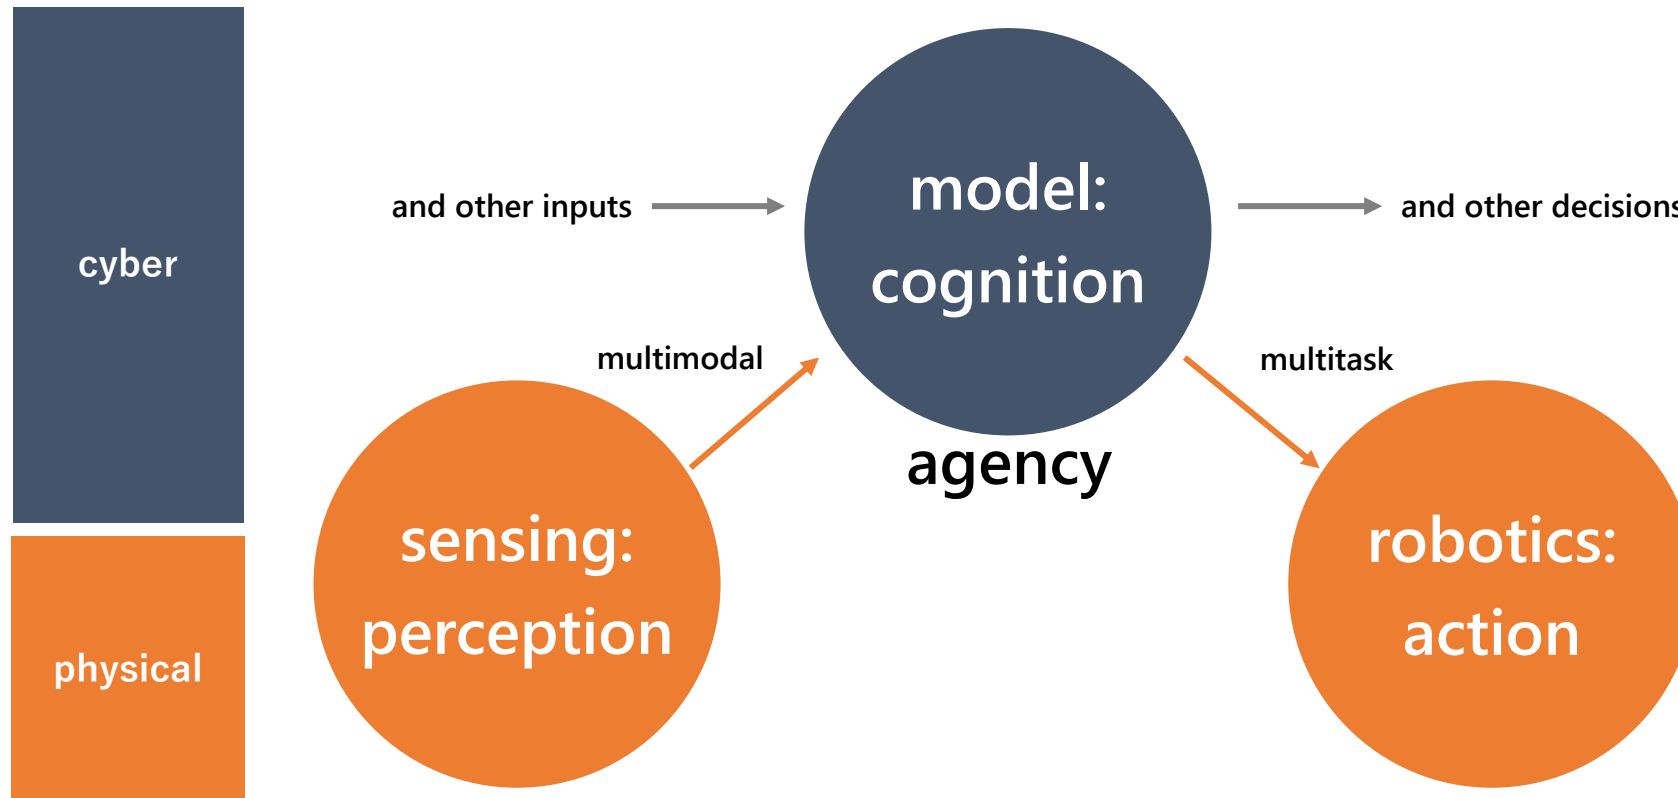 cyber
and other inputs
model:
cognition
and other decisions
multimodal
multitask
agency
sensing:
perception
robotics:
action
physical